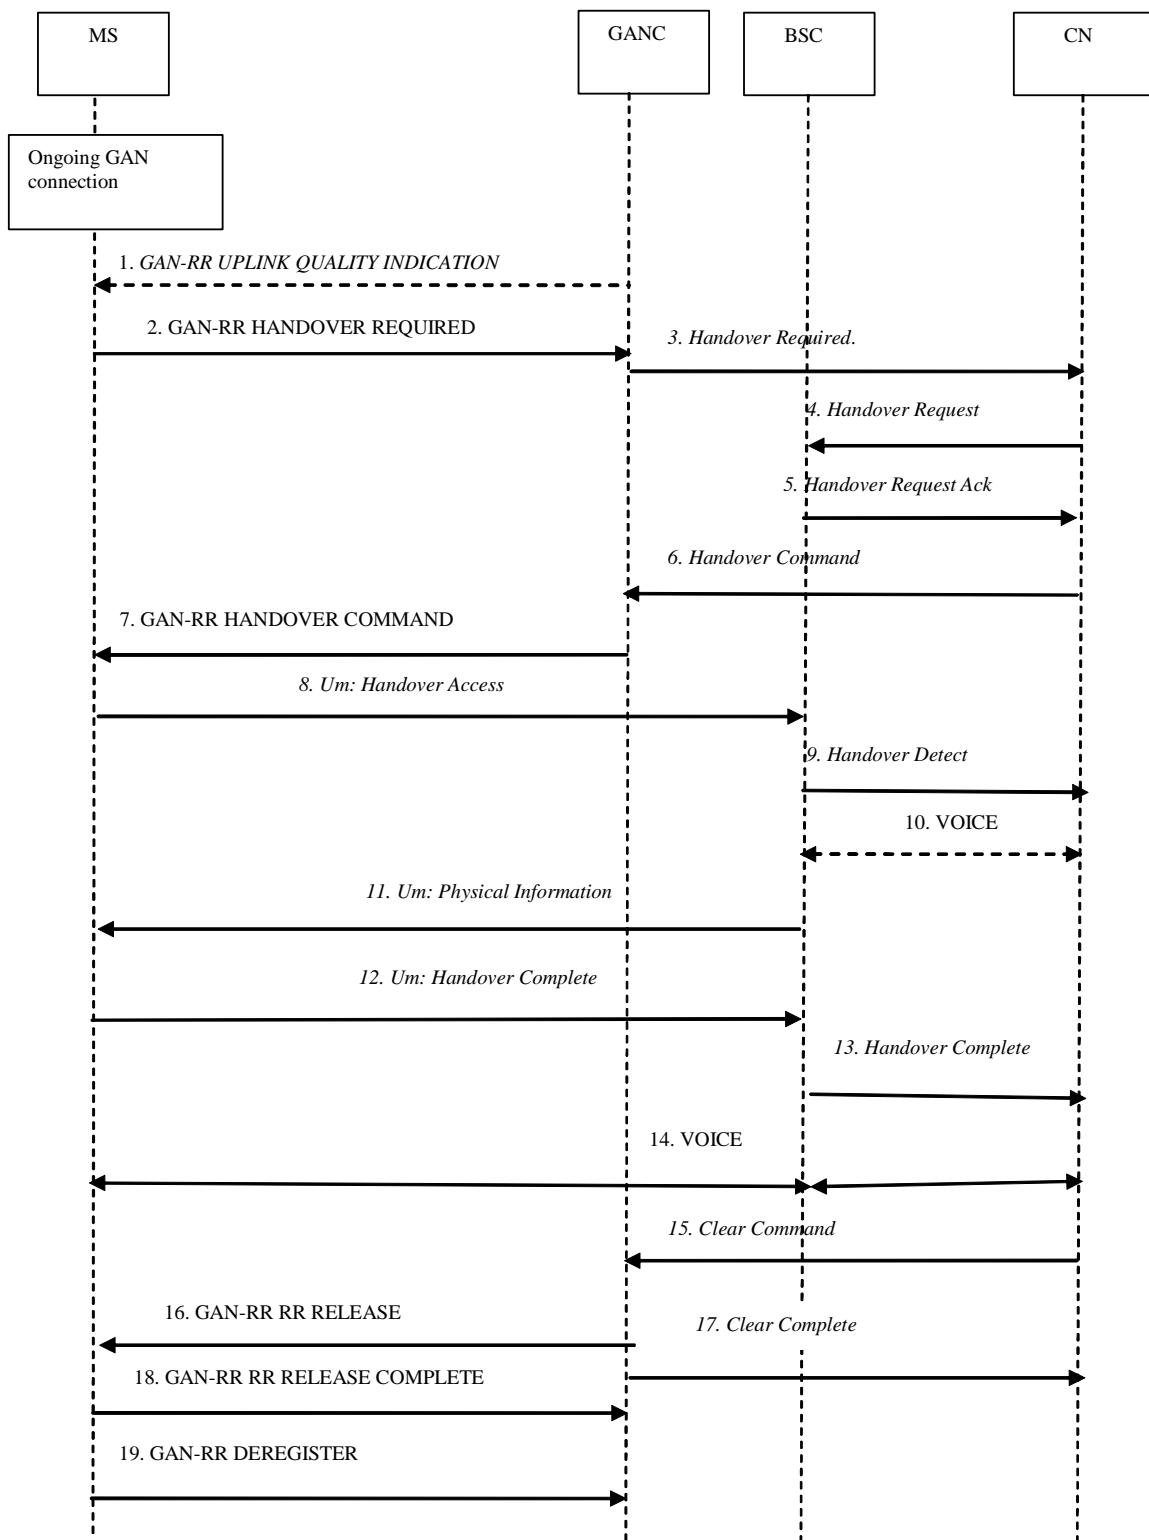 MS
GANC
BSC
CN
Ongoing GAN
connection
1. GAN-RR UPLINK QUALITY INDICATION
2. GAN-RR HANDOVER REQUIRED
3. Handover Required.
4. Handover Request
5. Handover Request Ack
6. Handover Command
7. GAN-RR HANDOVER COMMAND
8. Um: Handover Access
9. Handover Detect
10. VOICE
11. Um: Physical Information
12. Um: Handover Complete
13. Handover Complete
14. VOICE
15. Clear Command
16. GAN-RR RR RELEASE
17. Clear Complete
18. GAN-RR RR RELEASE COMPLETE
19. GAN-RR DEREGISTER